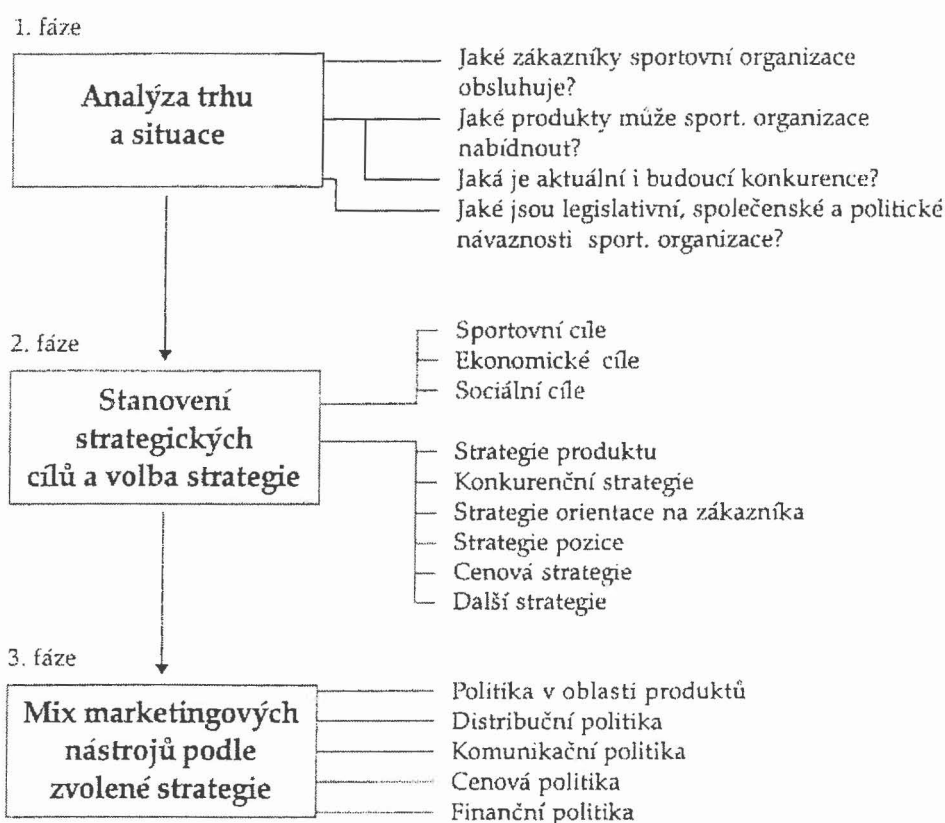 1. fáze
Analýza trhu
a situace
Jaké zákazníky sportovní organizace
obsluhuje?
Jaké produkty může sport. organizace
nabídnout?
Jaká je aktuální i budoucí konkurence?
Jaké jsou legislativní, společenské a politické
návaznosti sport. organizace?
2. fáze
Stanovení
strategických
cílů a volba strategie
Sportovní cíle
Ekonomické cíle
Sociální cíle
Strategie produktu
Konkurenční strategie
Strategie orientace na zákazníka
Strategie pozice
Cenová strategie
Další strategie
3. fáze
Mix marketingových
nástrojů podle
zvolené strategie
Politika v oblasti produktů
Distribuční politika
Komunikační politika
Cenová politika
Finanční politika